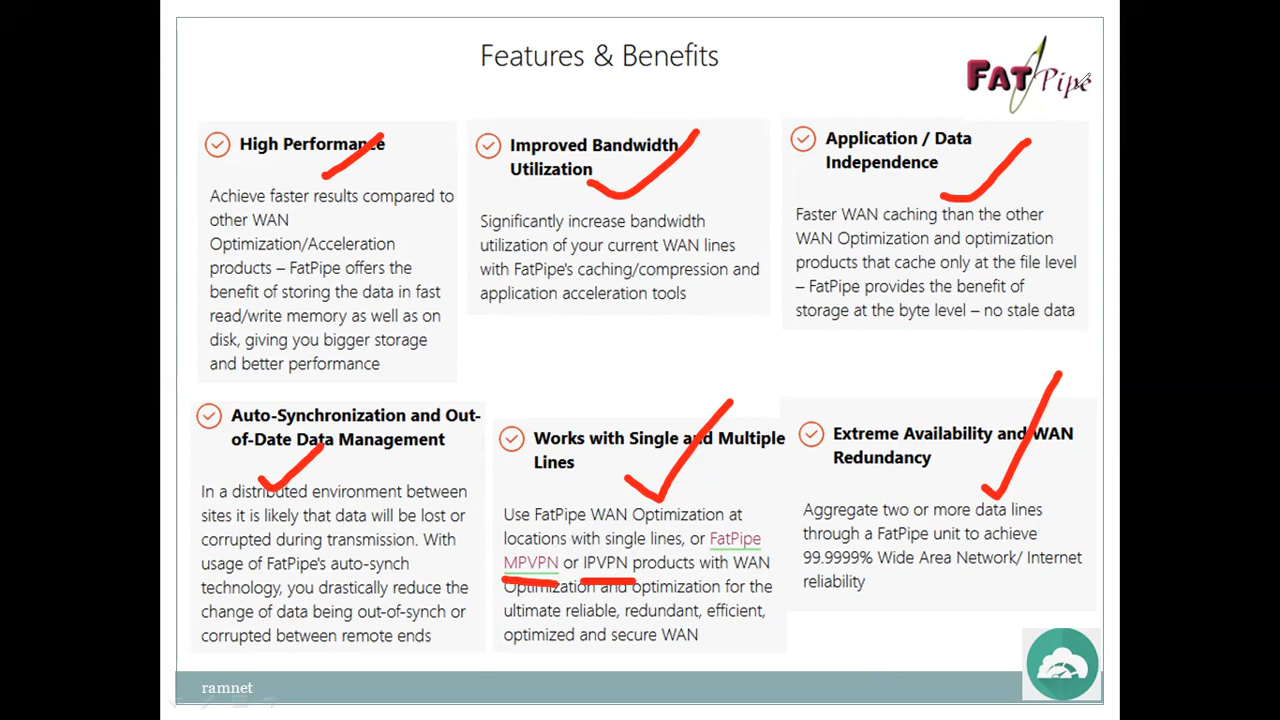 Features & Benefits
FATPipe
High Performance
Achieve faster results compared to
other WAN
Optimization/Acceleration
products – FatPipe offers the
benefit of storing the data in fast
read/write memory as well as on
disk, giving you bigger storage
and better performance
Improved Bandwidth
Utilization
Significantly increase bandwidth
utilization of your current WAN lines
with FatPipe's caching/compression and
application acceleration tools
Application / Data
Independence
Faster WAN caching than the other
WAN Optimization and optimization
products that cache only at the file level
– FatPipe provides the benefit of
storage at the byte level – no stale data
Auto-Synchronization and Out-
of-Date Data Management
In a distributed environment between
sites it is likely that data will be lost or
corrupted during transmission. With
usage of FatPipe's auto-synch
technology, you drastically reduce the
change of data being out-of-synch or
corrupted between remote ends
Works with Single and Multiple
Lines
Use FatPipe WAN Optimization at
locations with single lines, or FatPipe
MPVPN or IPVPN products with WAN
Optimization and optimization for the
ultimate reliable, redundant, efficient,
optimized and secure WAN
Extreme Availability and WAN
Redundancy
Aggregate two or more data lines
through a FatPipe unit to achieve
99.9999% Wide Area Network/ Internet
reliability
ramnet